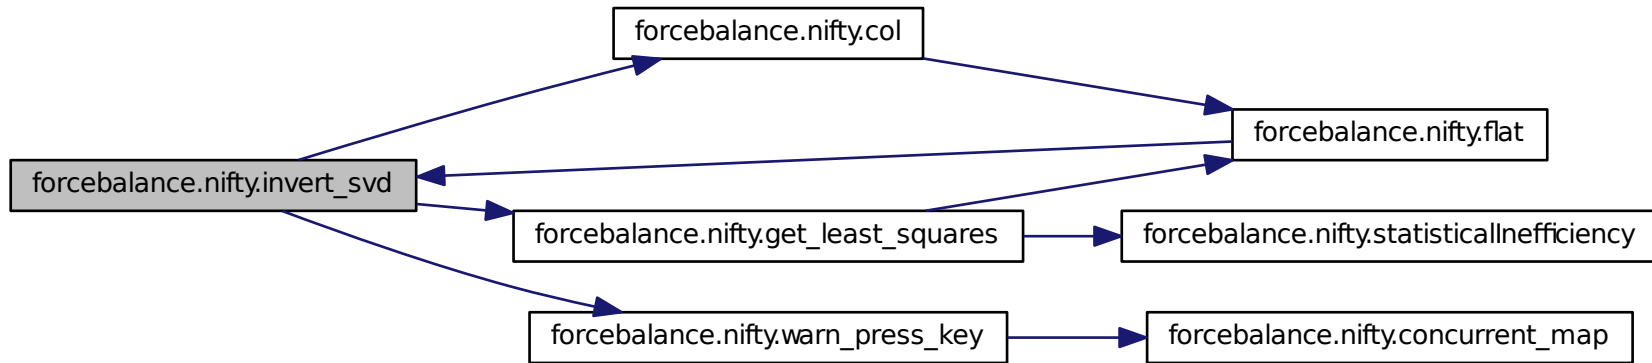 forcebalance.nifty.col
forcebalance.nifty.flat
forcebalance.nifty.invert_svd
forcebalance.nifty.get_least_squares
forcebalance.nifty.statisticalInefficiency
forcebalance.nifty.warn_press_key
forcebalance.nifty.concurrent_map